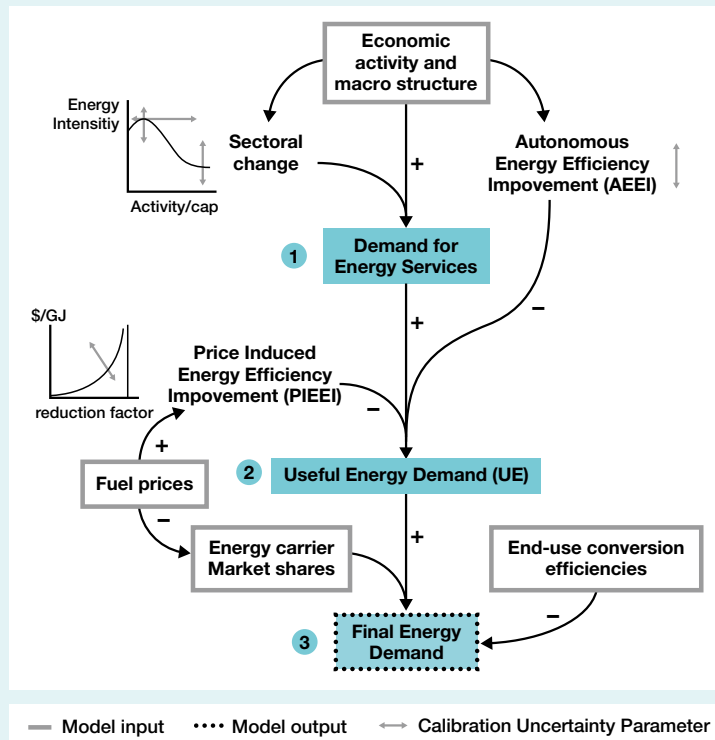 Economic
activity and
macro structure
Energy
Intensitiy
Activity/cap
Sectoral
change
+
Autonomous
Energy Efficiency
Impovement (AEEI)
1
Demand for
Energy Services
+
–
$/GJ
reduction factor
Price Induced
Energy Efficiency
Impovement (PIEEI)
–
+
Fuel prices
–
2
Useful Energy Demand (UE)
+
Energy carrier
Market shares
End-use conversion
efficiencies
–
3
Final Energy
Demand
Model input
Model output
Calibration Uncertainty Parameter